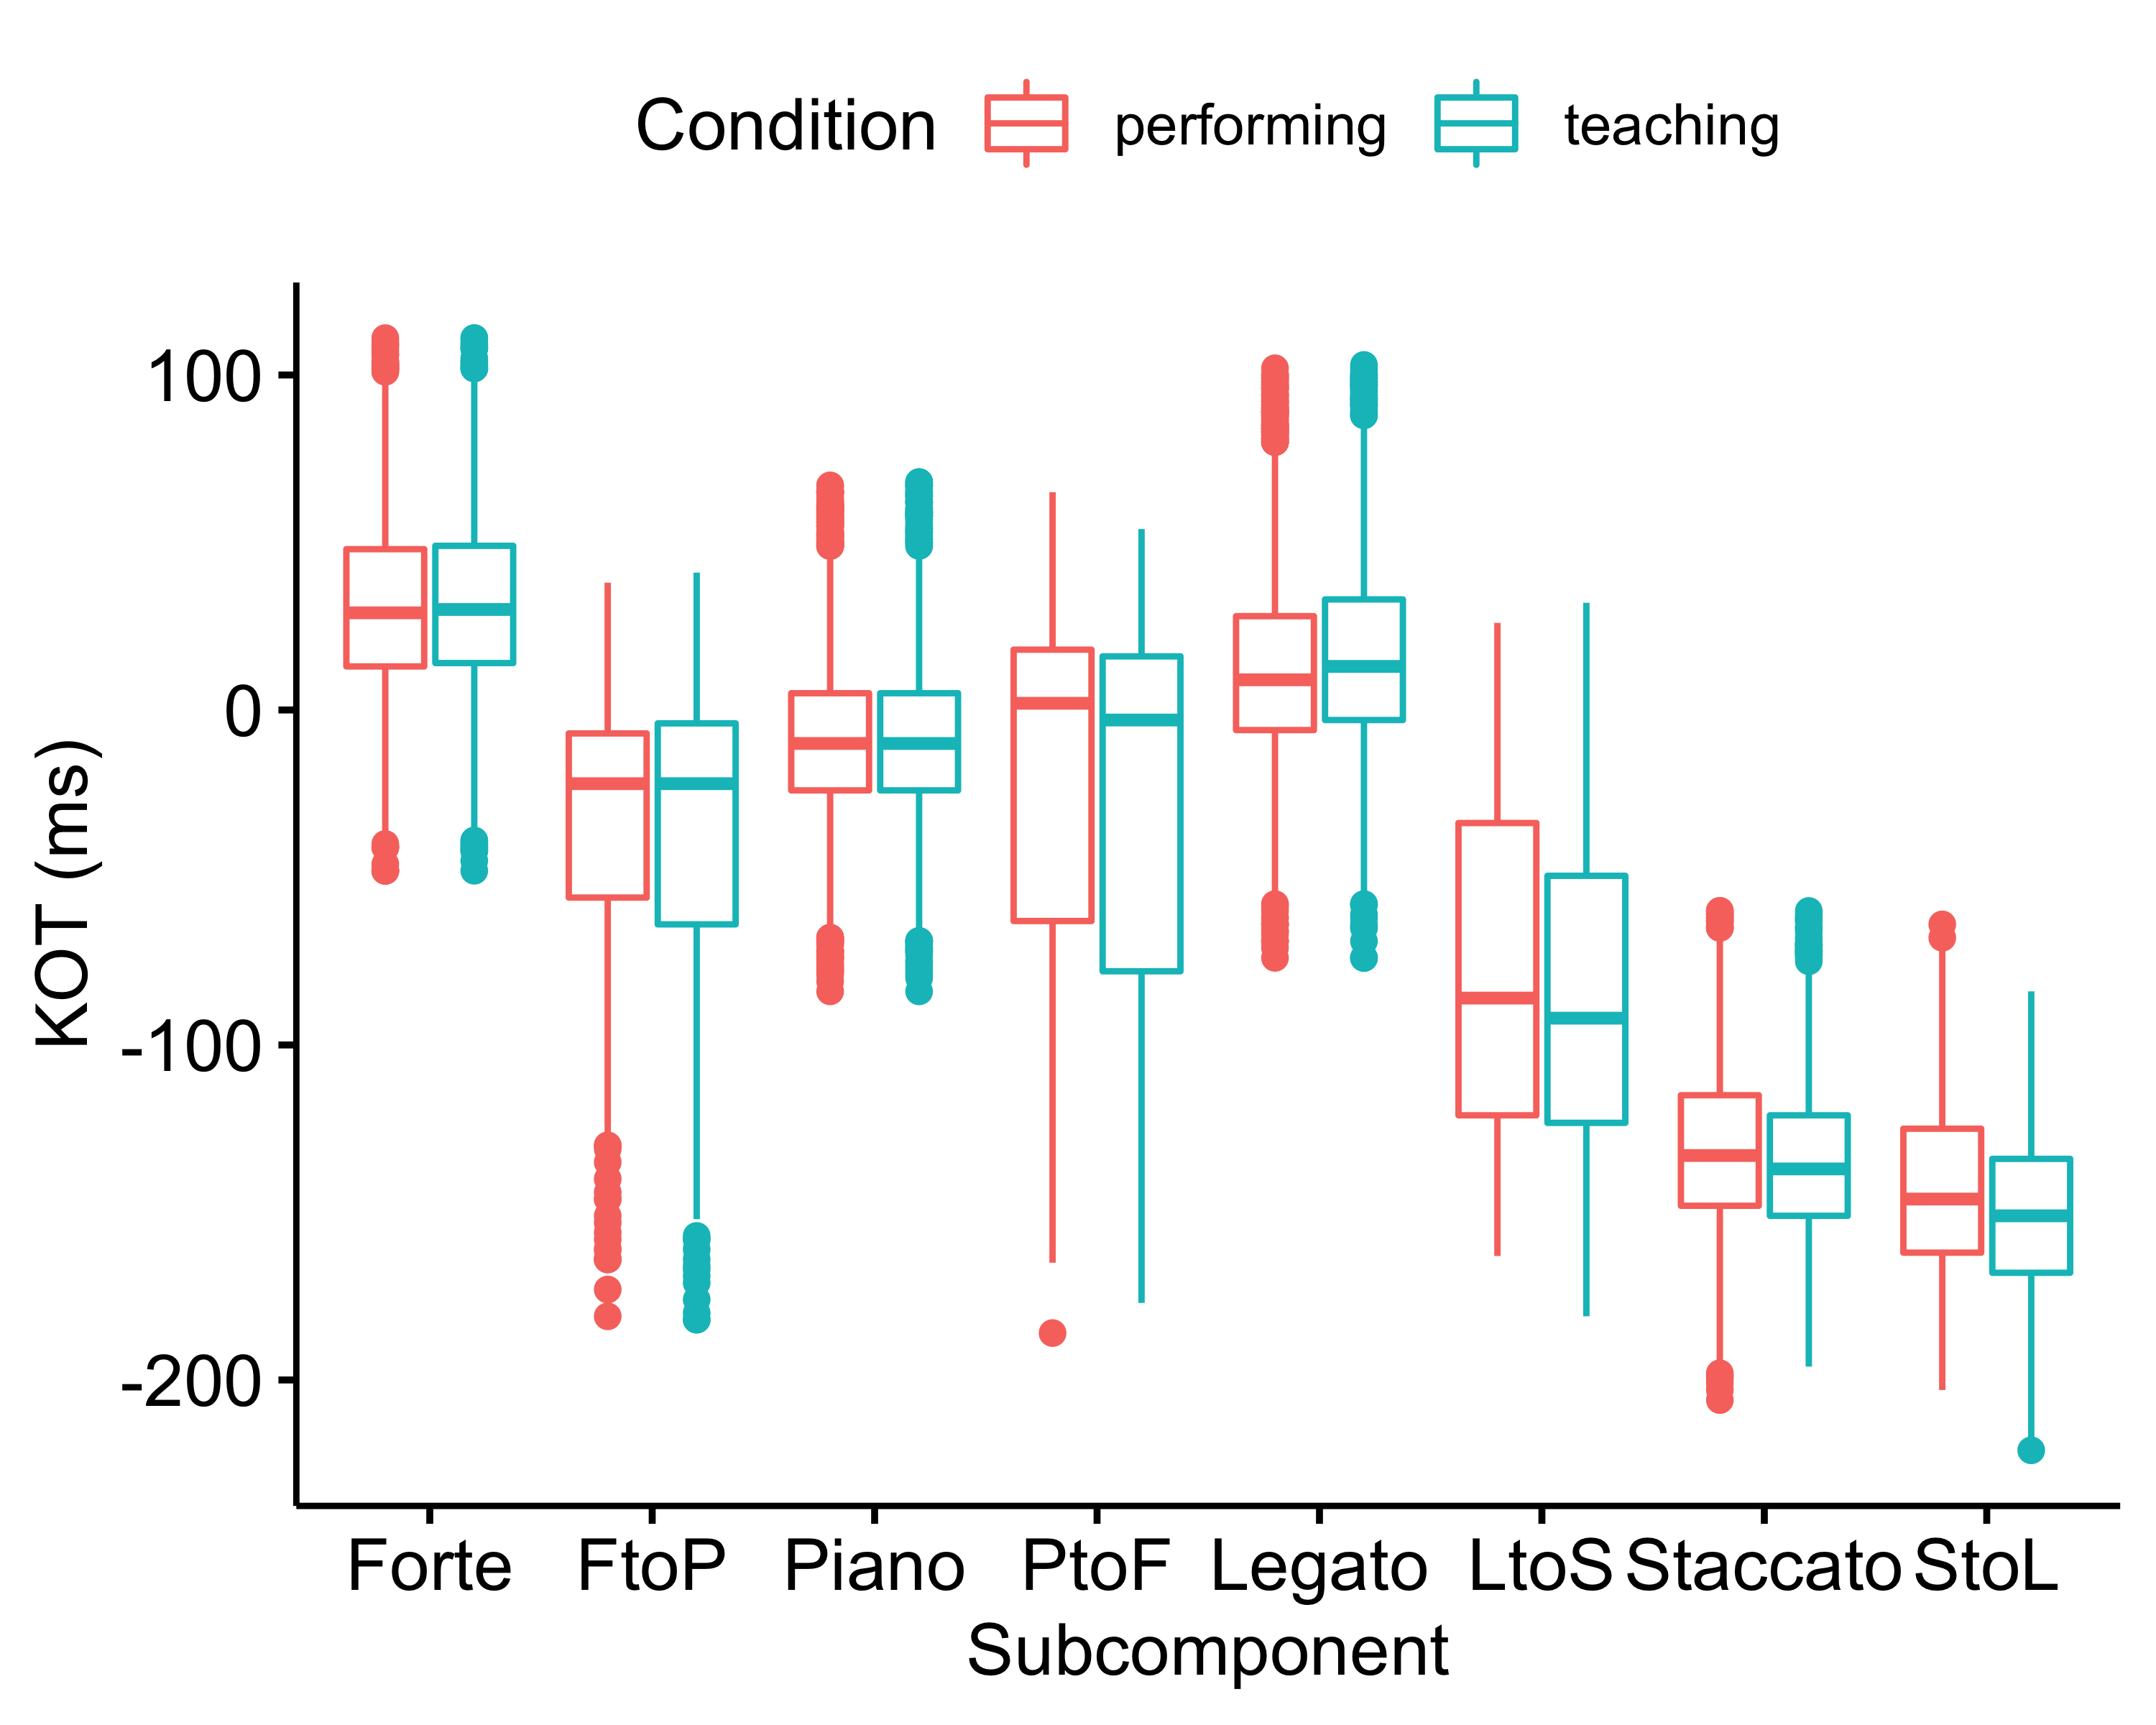 Condition performing teaching
KOT (ms)
100
0
-100
-200
Forte FtoP Piano PtoF Legato LtoS Staccato StoL
Subcomponent